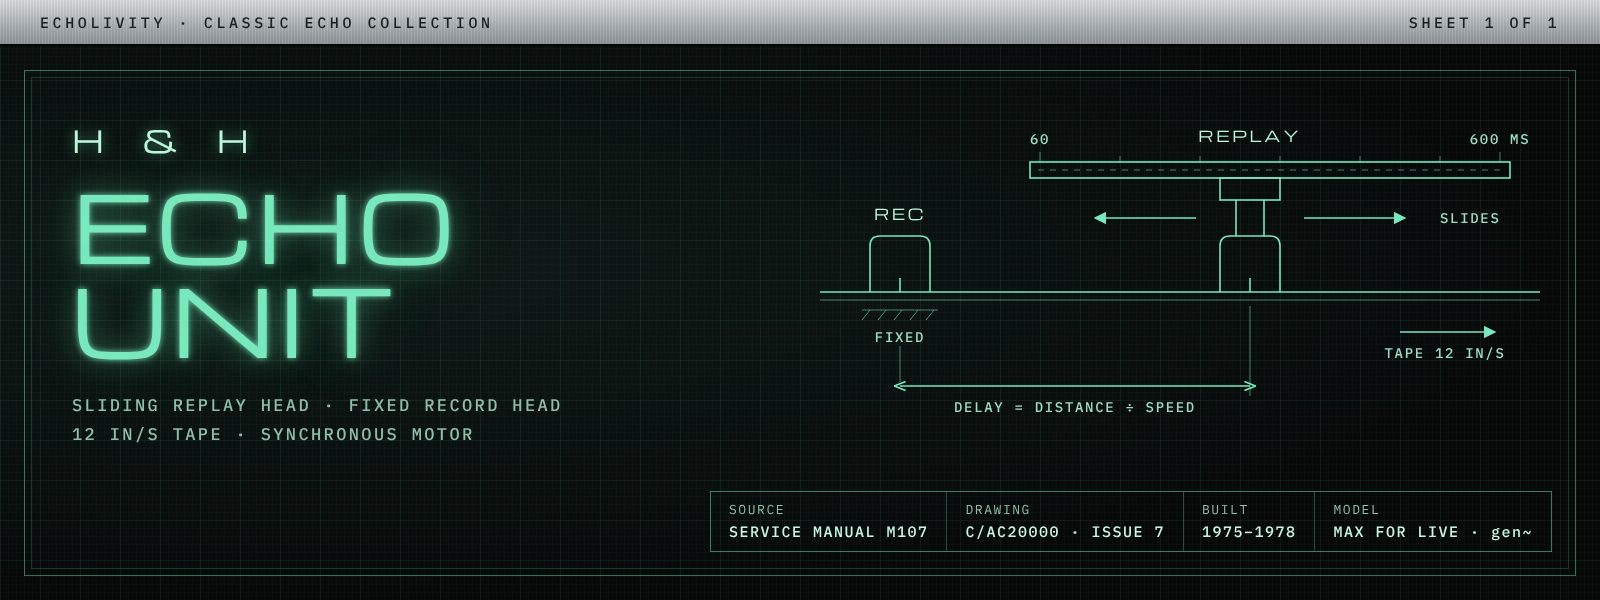 ECHOLIVITY · CLASSIC ECHO COLLECTION
SHEET 1 OF 1
H & H
ECHO
UNIT
SLIDING REPLAY HEAD · FIXED RECORD HEAD
12 IN/S TAPE · SYNCHRONOUS MOTOR
60
REPLAY
600 MS
REC
SLIDES
FIXED
TAPE 12 IN/S
DELAY = DISTANCE ÷ SPEED
SOURCE
SERVICE MANUAL M107
DRAWING
C/AC20000 · ISSUE 7
BUILT
1975–1978
MODEL
MAX FOR LIVE · gen~